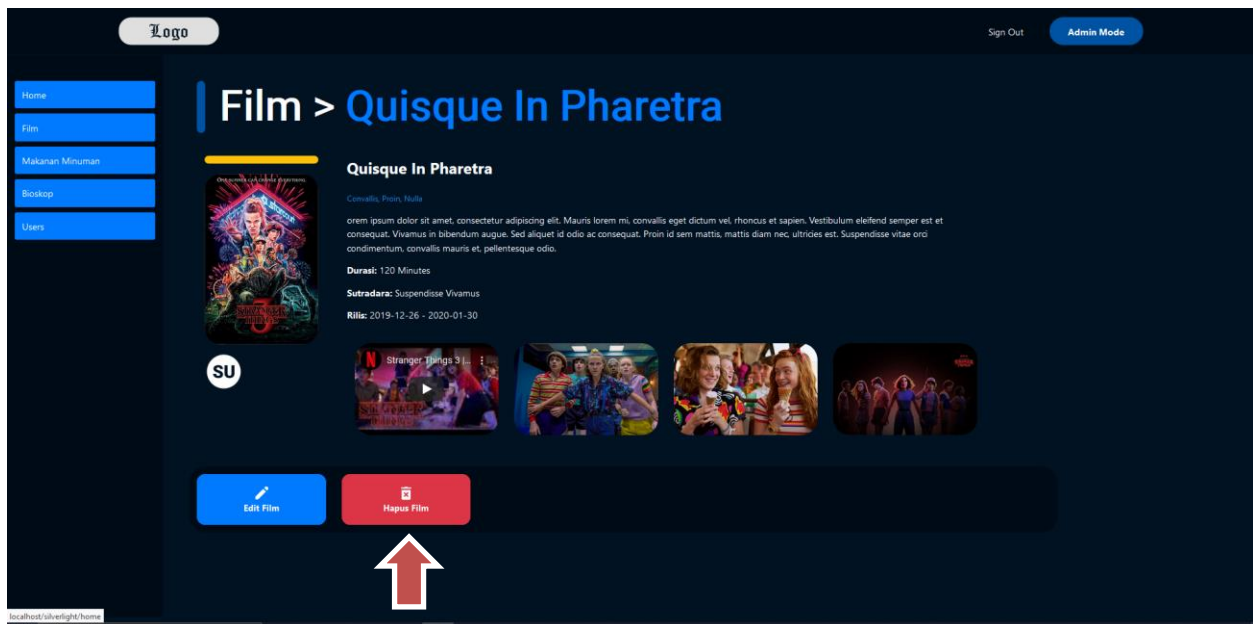 Logo
Sign Out
Admin Mode
Home
Film
Makanan Minuman
Bioskop
Users
Film > Quisque In Pharetra
Quisque In Pharetra
Convallis, Proin, Nulla
orem ipsum dolor sit amet, consectetur adipiscing elit. Mauris lorem mi, convallis eget dictum vel, rhoncus et sapien. Vestibulum eleifend semper est et
consequat. Vivamus in bibendum augue. Sed aliquet id odio ac consequat. Proin id sem mattis, mattis diam nec, ultricies est. Suspendisse vitae orci
condimentum, convallis mauris et, pellentesque odio.
Durasi: 120 Minutes
Sutradara: Suspendisse Vivamus
Rilis: 2019-12-26 - 2020-01-30
STRANGER
THINGS
3
SU
N
Stranger Things 3 |...
STRANGER
THINGS
Edit Film
Hapus Film
localhost/silverlight/home